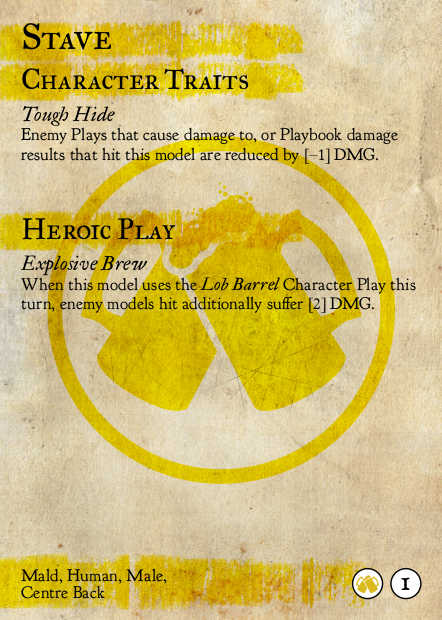 Stave
Character Traits
Tough Hide
Enemy Plays that cause damage to, or Playbook damage
results that hit this model are reduced by [–1] DMG.
Heroic Play
Explosive Brew
When this model uses the Lob Barrel Character Play this
turn, enemy models hit additionally suffer [2] DMG.
Mald, Human, Male,
Centre Back
1